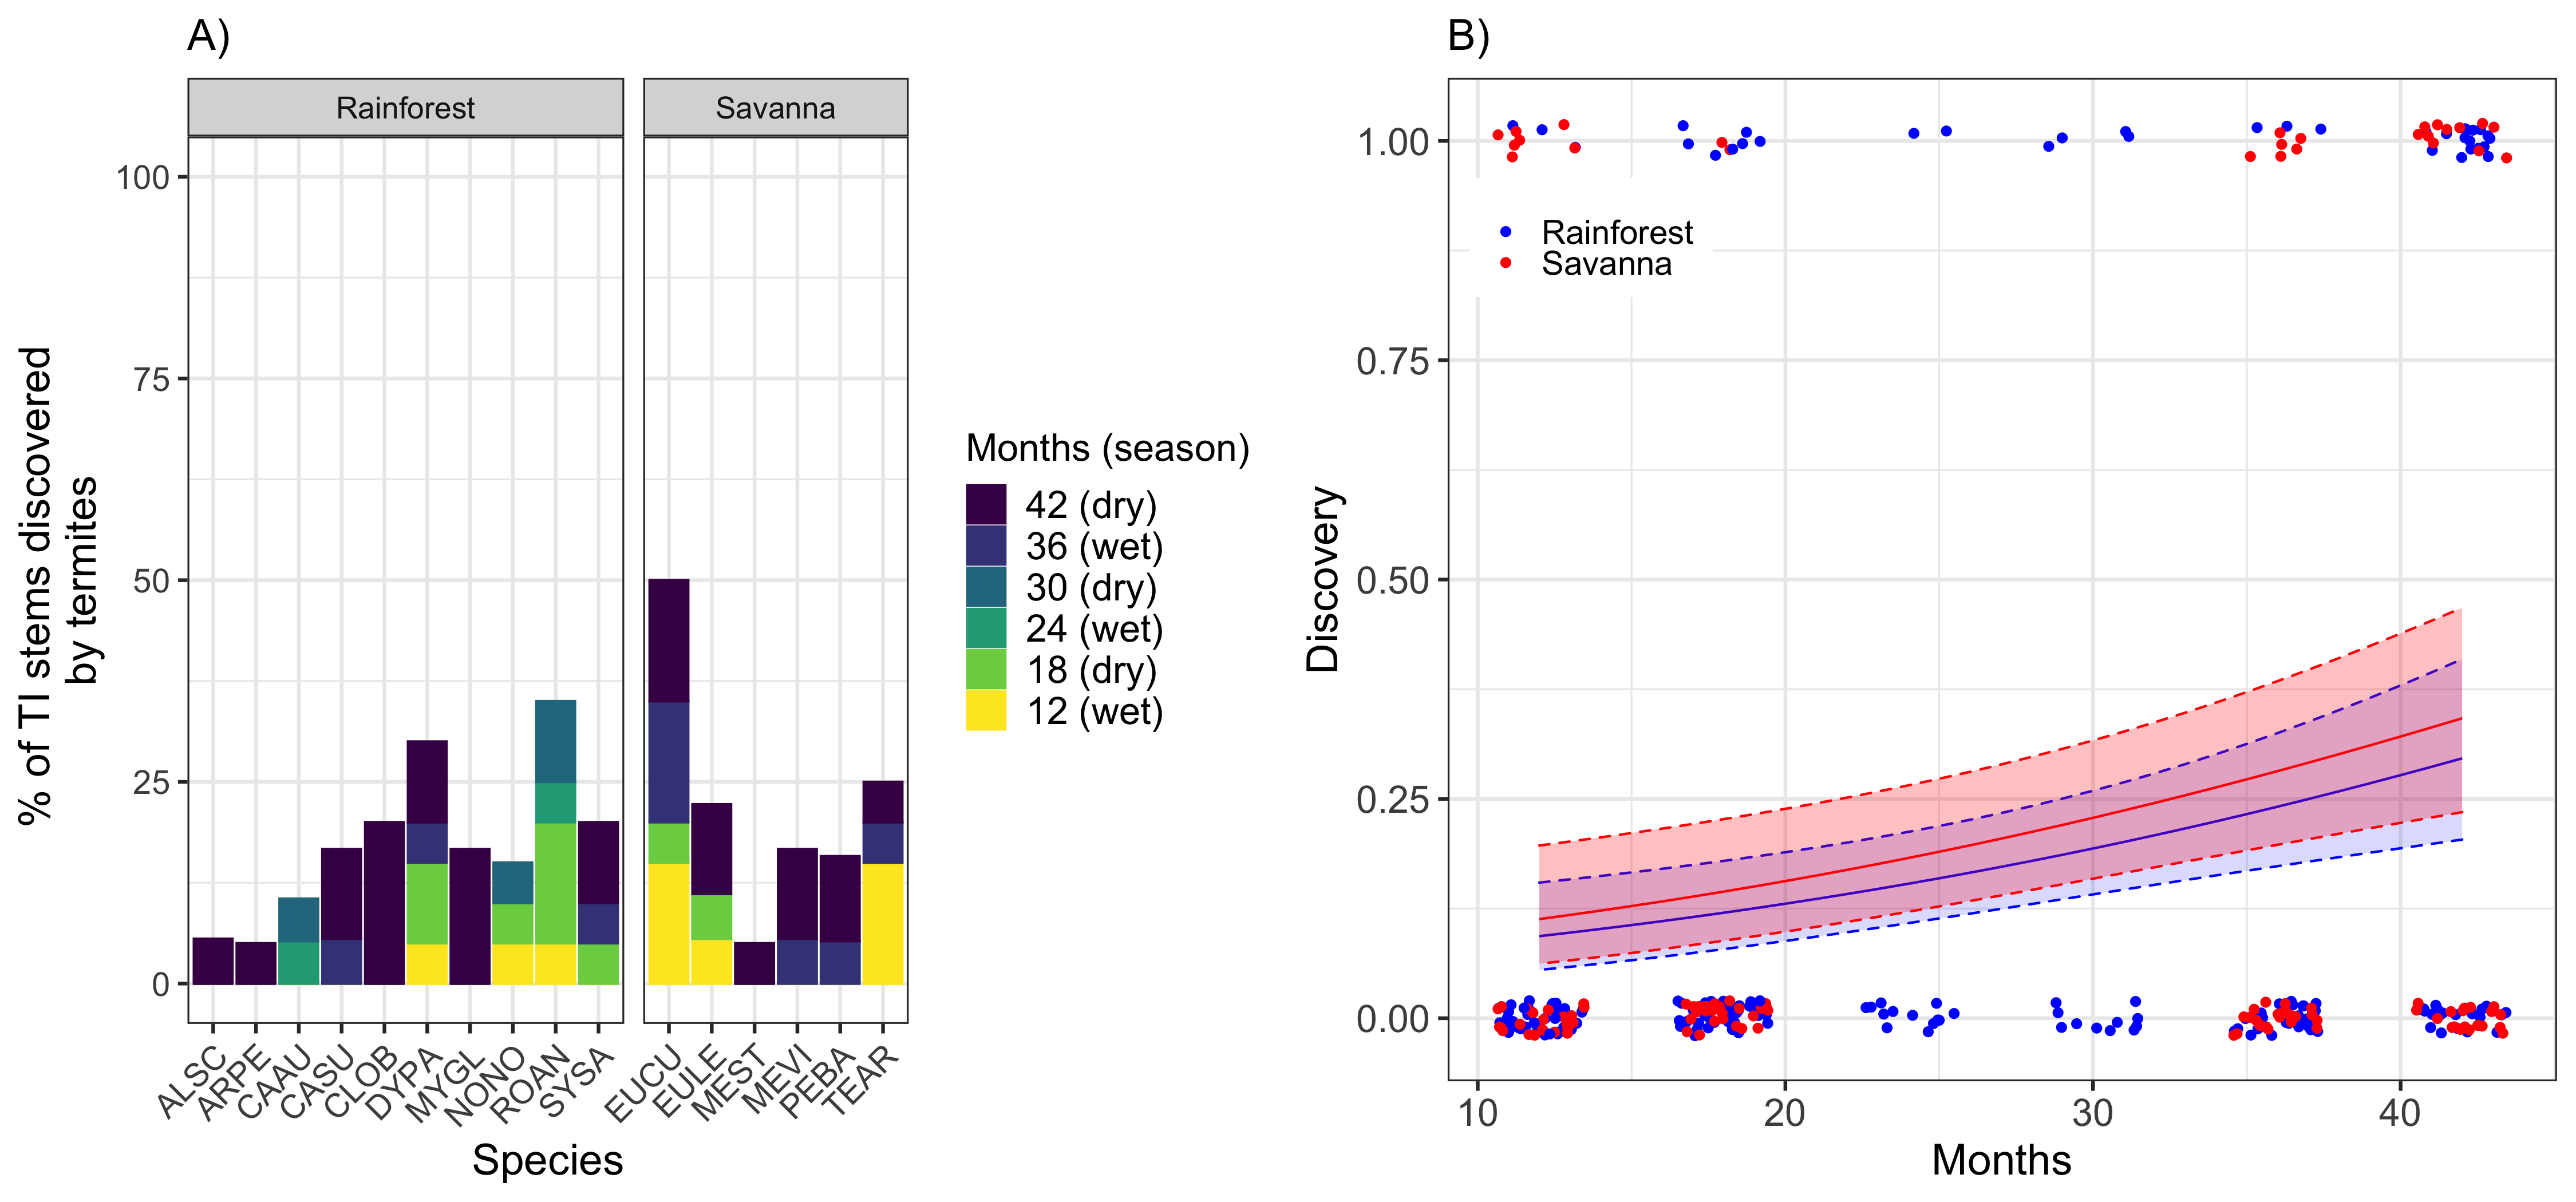 A)
Rainforest
Savanna
% of TI stems discovered
by termites
100
75
50
25
0
ALSC
ARPE
CAAU
CASU
CLOB
DYPA
MYGL
NONO
ROAN
SYSA
EUCU
EULE
MEST
MEVI
PEBA
TEAR
Species
Months (season)
42 (dry)
36 (wet)
30 (dry)
24 (wet)
18 (dry)
12 (wet)
B)
Discovery
1.00
0.75
0.50
0.25
0.00
Rainforest
Savanna
10
20
30
40
Months